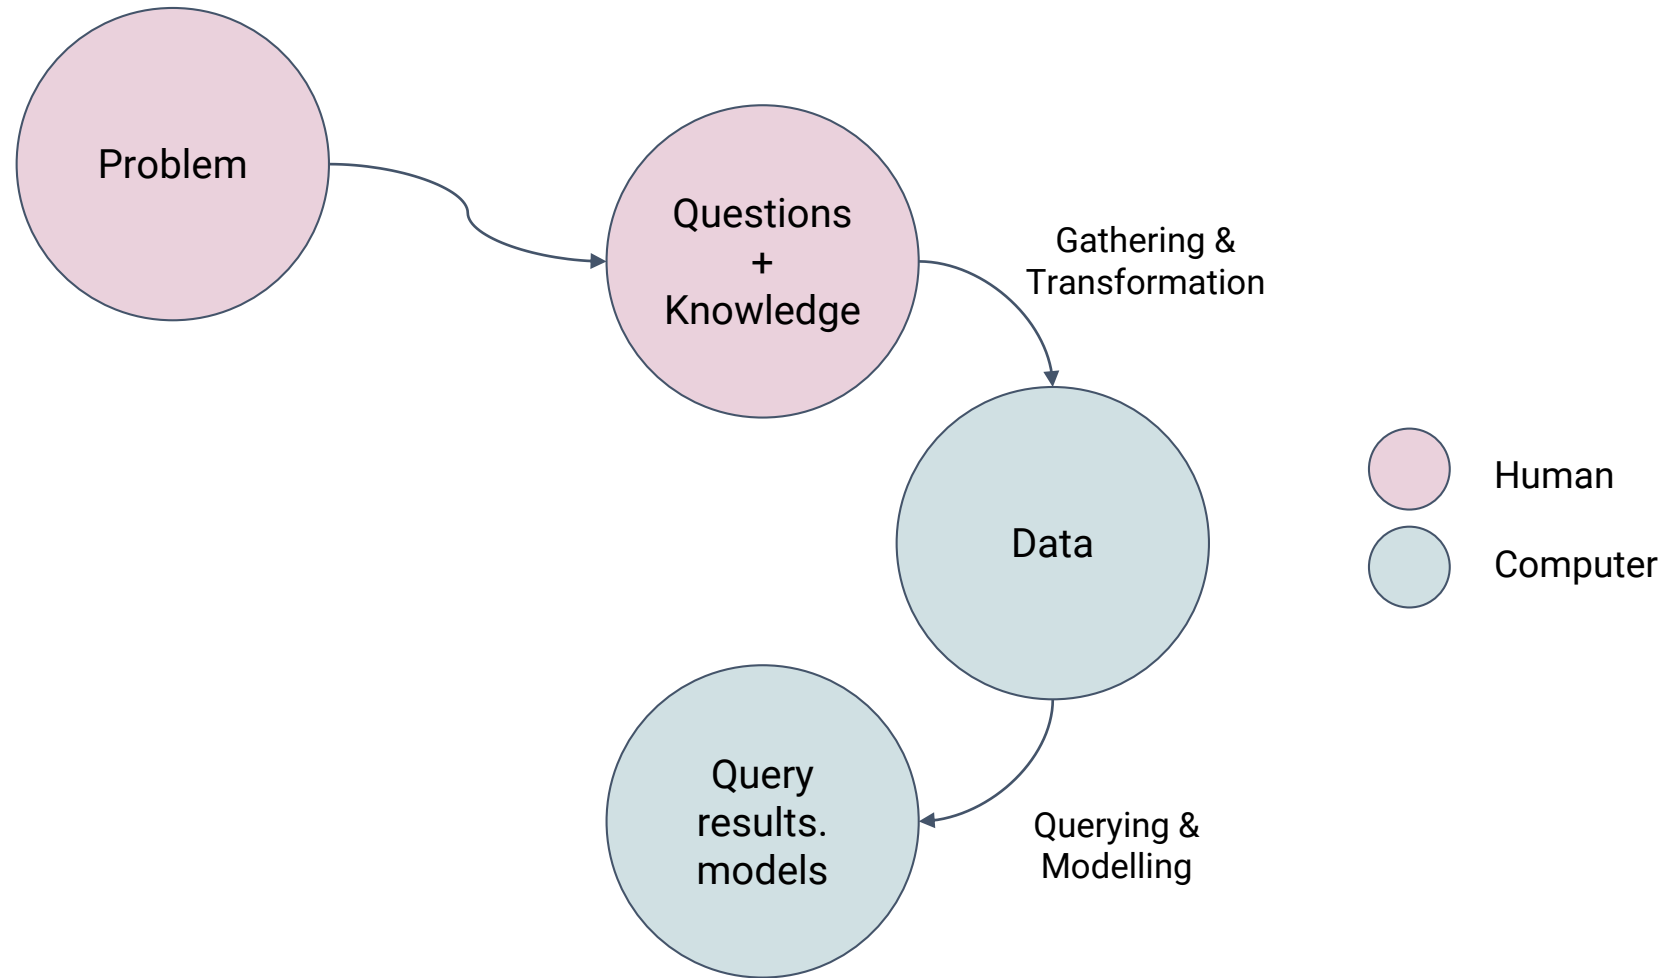 Problem
Questions
+
Knowledge
Gathering &
Transformation
Data
Human
Computer
Query
results.
models
Querying &
Modelling